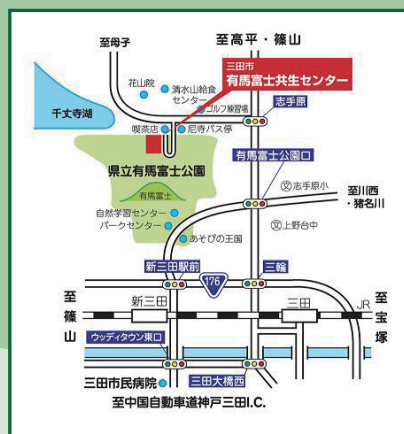 至母子
至高平・篠山
三田市
有馬富士共生センター
花山院
清水山給食
センター
ゴルフ練習場
志手原
千丈寺湖
喫茶店
尼寺バス停
県立有馬富士公園
有馬富士公園口
有馬富士
文 志手原小
至川西
・猪名川
自然学習センター
パークセンター
文 上野台中
あそびの王国
新三田駅前
176
三輪
至篠山
新三田
三田
JR
至宝塚
ウッディタウン東口
三田市民病院
三田大橋西
至中国自動車道神戸三田I.C.